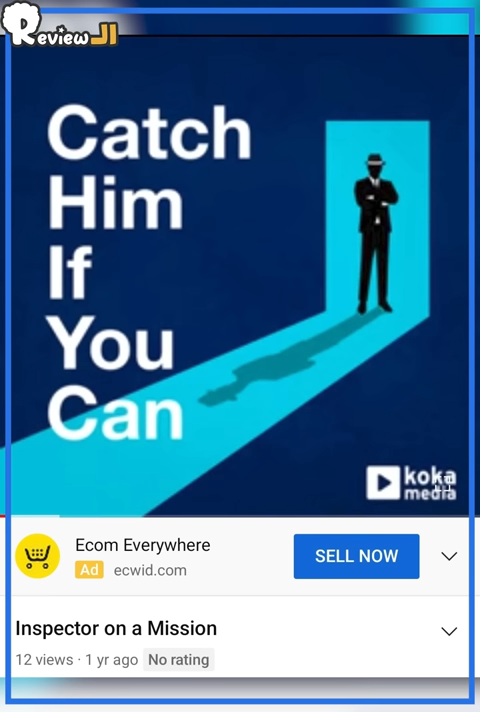 ReviewJI
Catch
Him
If
You
Can
koka
media
Ecom Everywhere
SELL NOW
Ad ecwid.com
Inspector on a Mission
12 views · 1 yr ago No rating